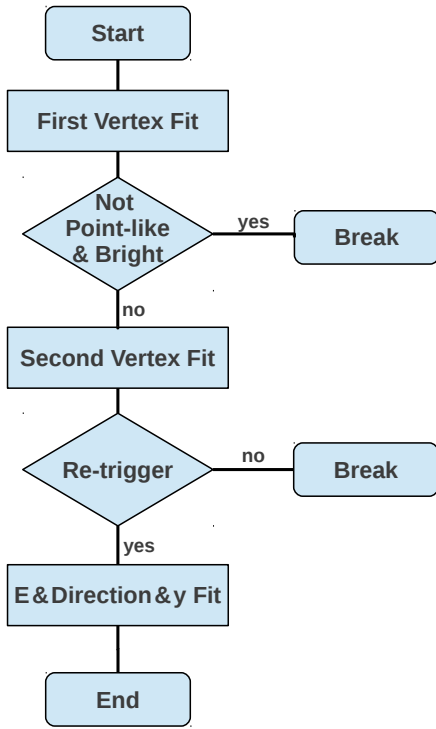 Start
First Vertex Fit
Not
Point-like
& Bright
yes
Break
no
Second Vertex Fit
Re-trigger
no
Break
yes
E&Direction&y Fit
End